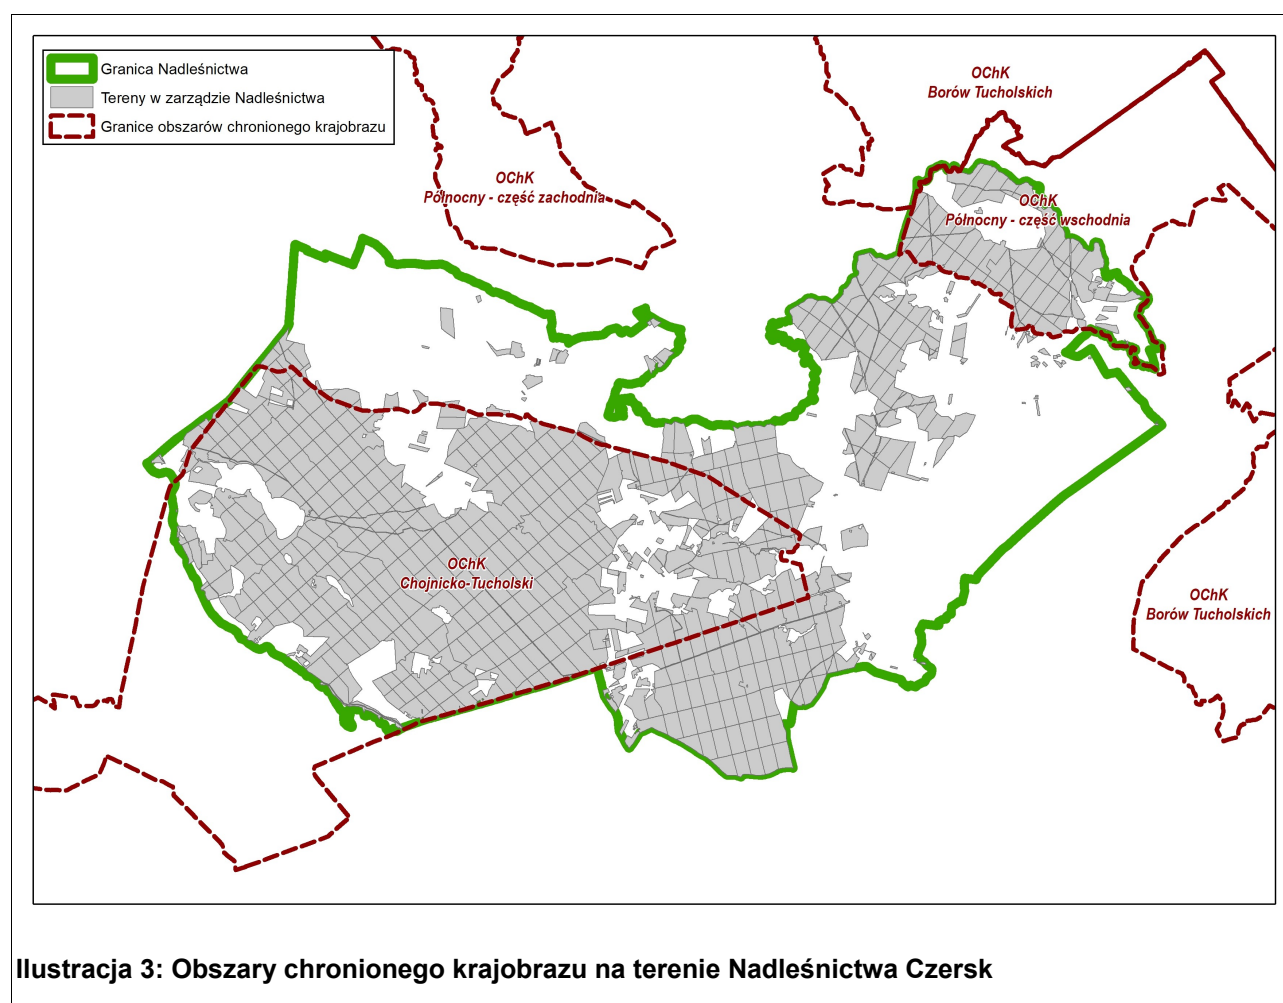 Granica Nadleśnictwa
Tereny w zarządzie Nadleśnictwa
Granice obszarów chronionego krajobrazu
OChK
Borów Tucholskich
OChK
Północny - część zachodnia
OChK
Północny - część wschodnia
OChK
Chojnicko-Tucholski
OChK
Borów Tucholskich
Ilustracja 3: Obszary chronionego krajobrazu na terenie Nadleśnictwa Czersk